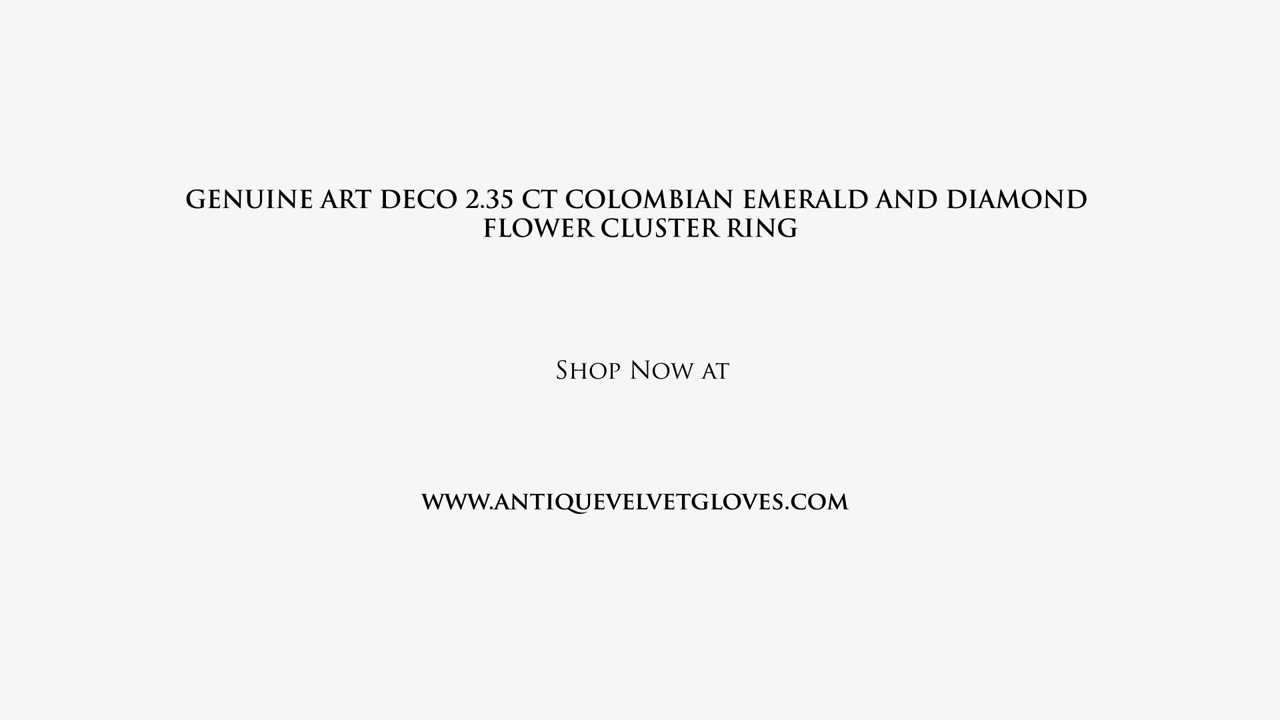 GENUINE ART DECO 2.35 CT COLOMBIAN EMERALD AND DIAMOND
FLOWER CLUSTER RING
Shop Now at
WWW.ANTIQUEVELVETGLOVES.COM